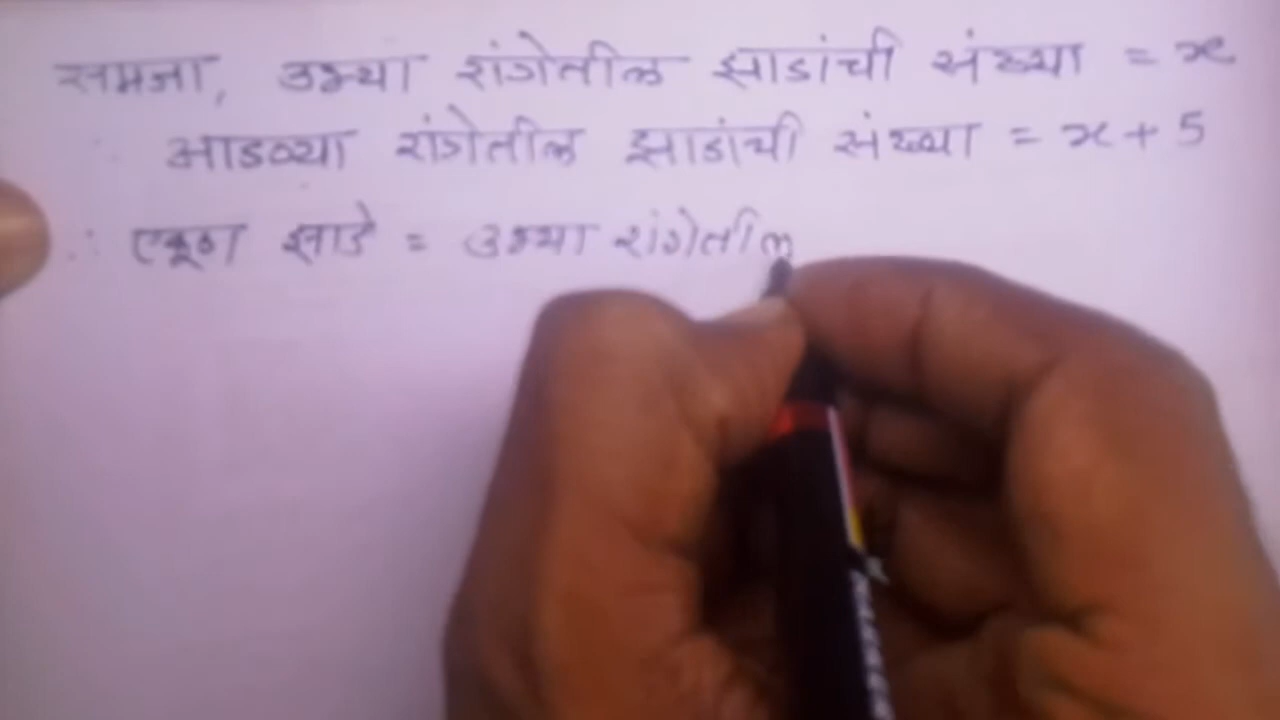 समजा, उभ्या रांगेतील झाडांची संख्या = x
आडव्या रांगेतील झाडांची संख्या = x + 5
∴ एकूण झाडे = उभ्या रांगेतील